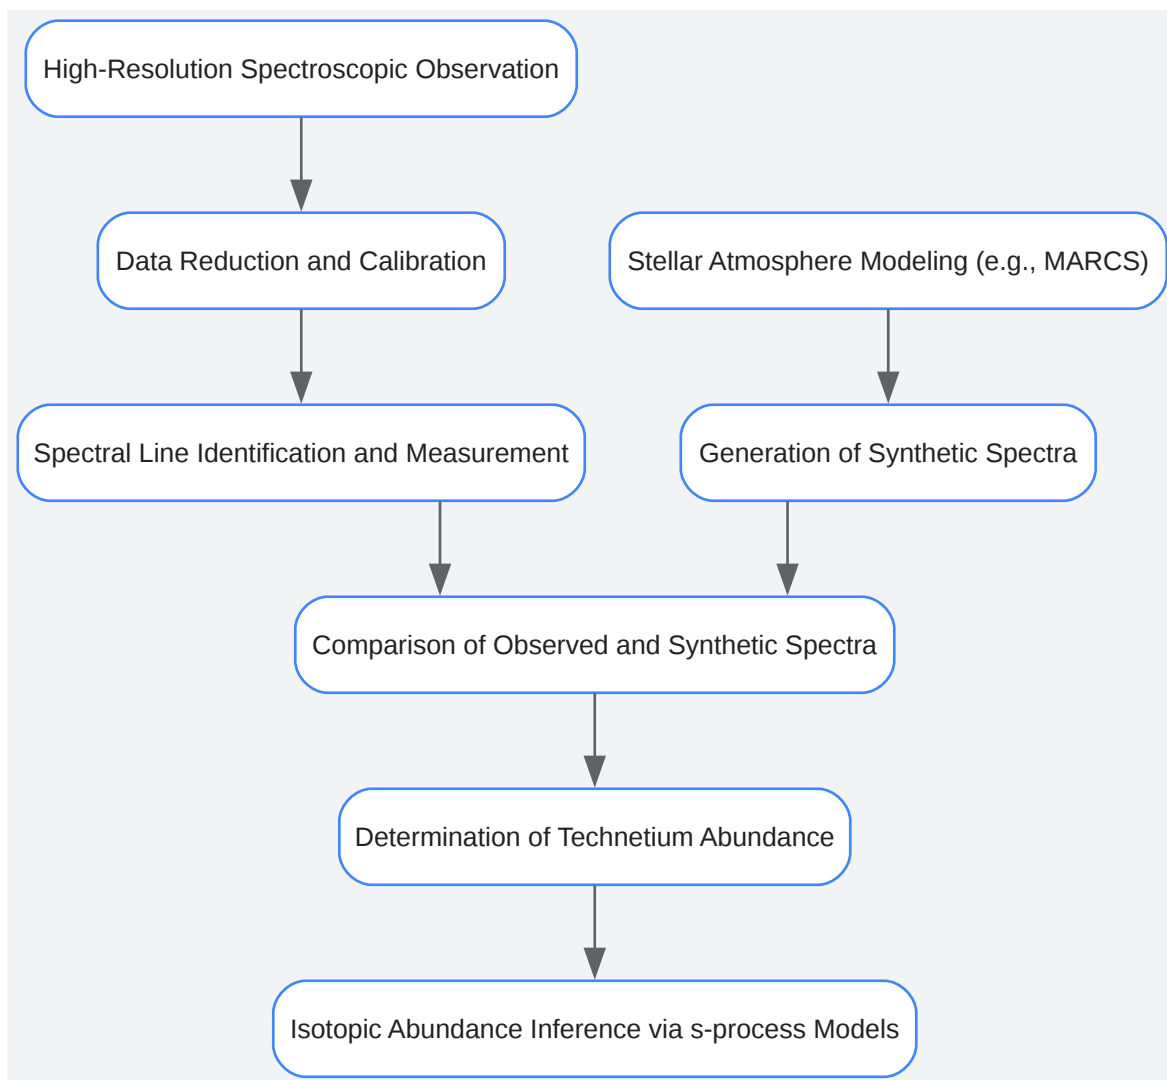 High-Resolution Spectroscopic Observation
Data Reduction and Calibration
Stellar Atmosphere Modeling (e.g., MARCS)
Spectral Line Identification and Measurement
Generation of Synthetic Spectra
Comparison of Observed and Synthetic Spectra
Determination of Technetium Abundance
Isotopic Abundance Inference via s-process Models